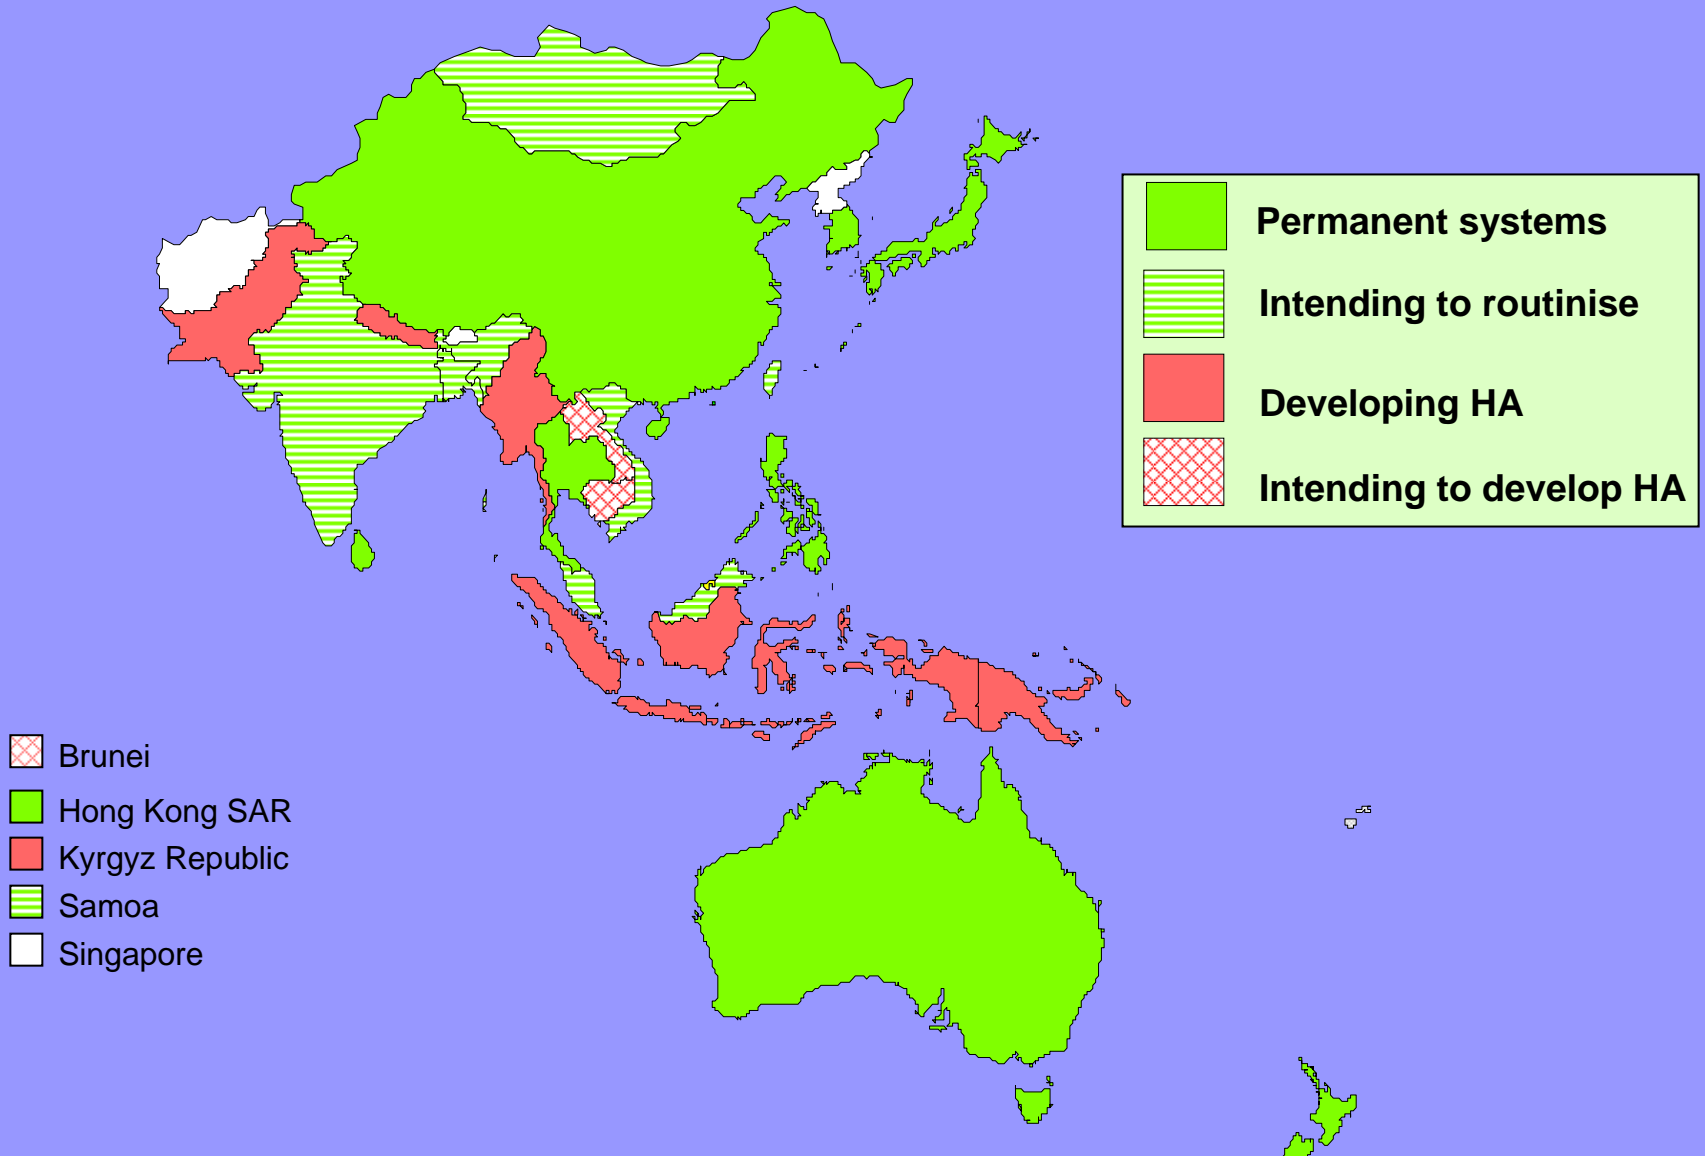 Permanent systems
Intending to routinise
Developing HA
Intending to develop HA
Brunei
Hong Kong SAR
Kyrgyz Republic
Samoa
Singapore